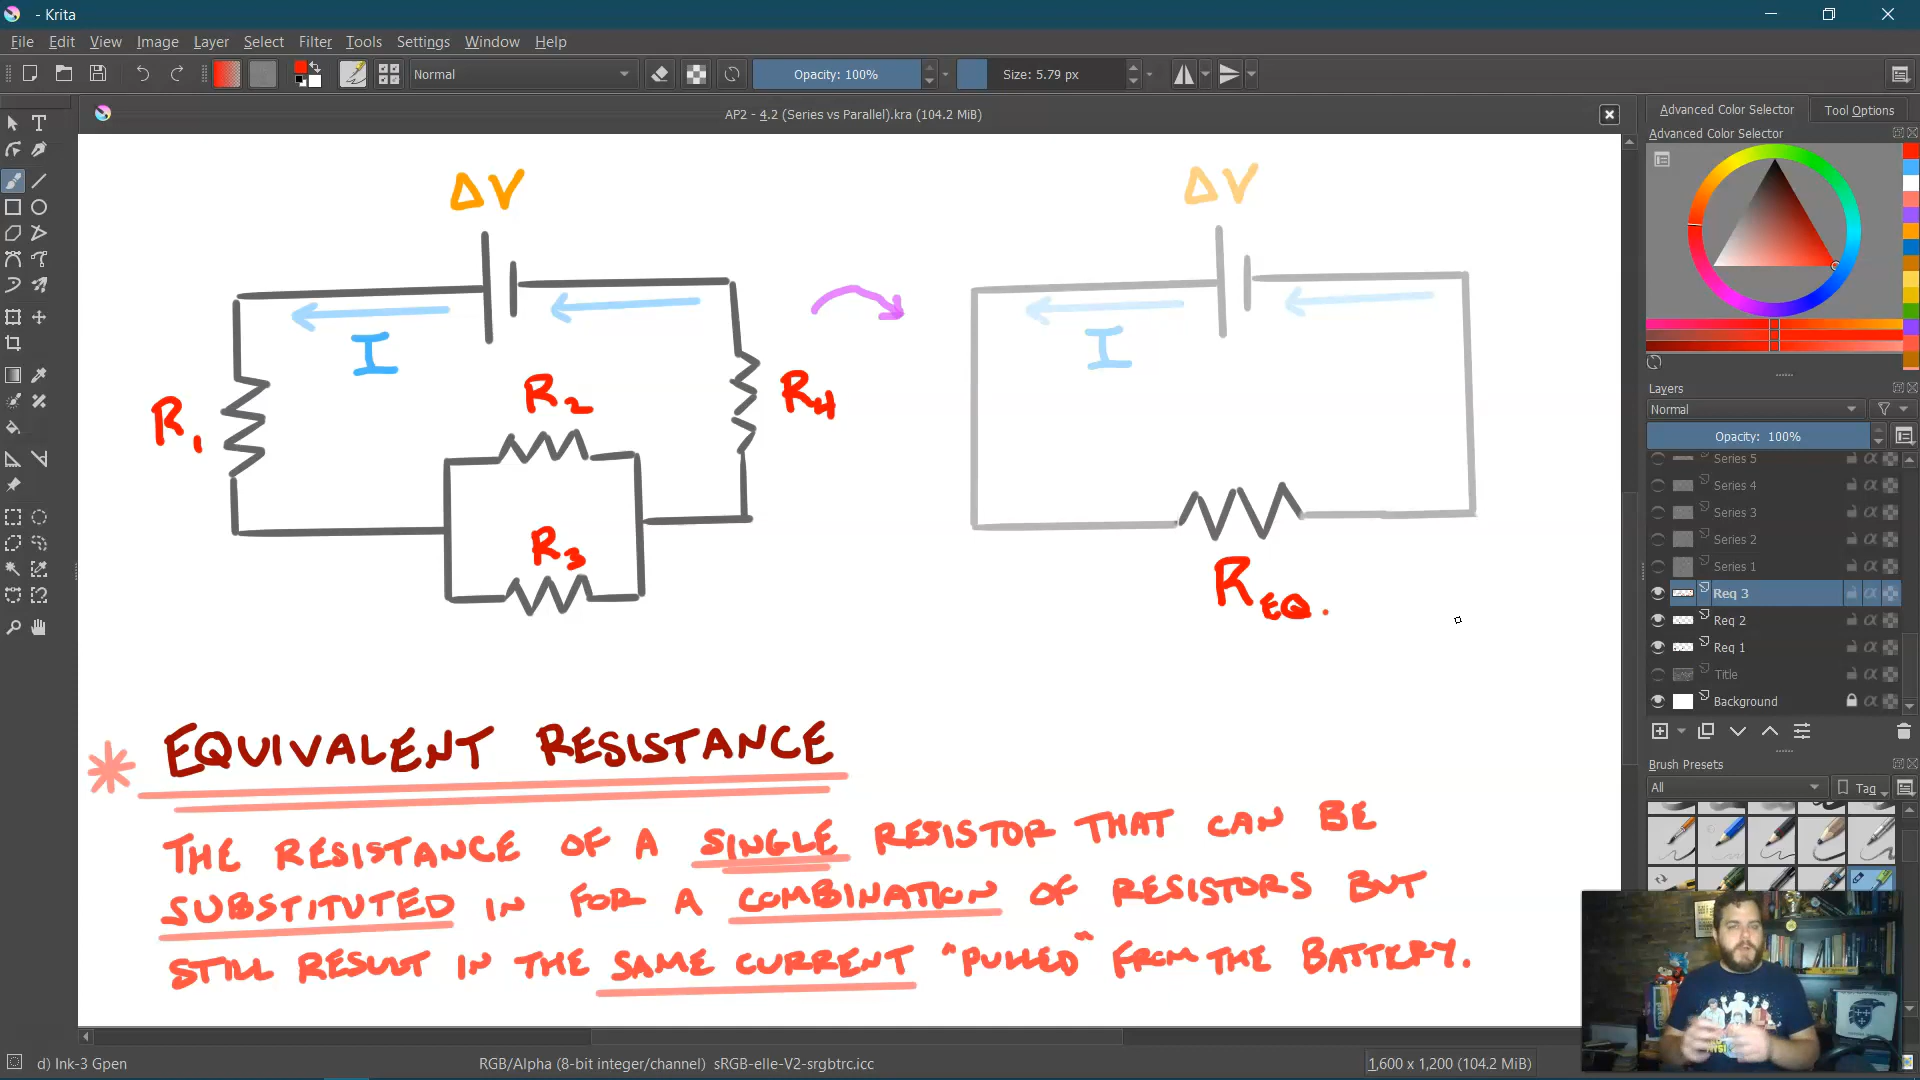 - Krita
File Edit View Image Layer Select Filter Tools Settings Window Help
Normal
Opacity: 100%
Size: 5.79 px
AP2 - 4.2 (Series vs Parallel).kra (104.2 MiB)
Advanced Color Selector
Tool Options
Advanced Color Selector
ΔV
ΔV
I
I
R1
R2
R3
R4
REQ.
* EQUIVALENT RESISTANCE
THE RESISTANCE OF A SINGLE RESISTOR THAT CAN BE
SUBSTITUTED IN FOR A COMBINATION OF RESISTORS BUT
STILL RESULT IN THE SAME CURRENT "PULLED" FROM THE BATTERY.
Layers
Normal
Opacity: 100%
Series 5
Series 4
Series 3
Series 2
Series 1
Req 3
Req 2
Req 1
Title
Background
Brush Presets
All
Tag
d) Ink-3 Gpen
RGB/Alpha (8-bit integer/channel) sRGB-elle-V2-srgbtrc.icc
1,600 x 1,200 (104.2 MiB)